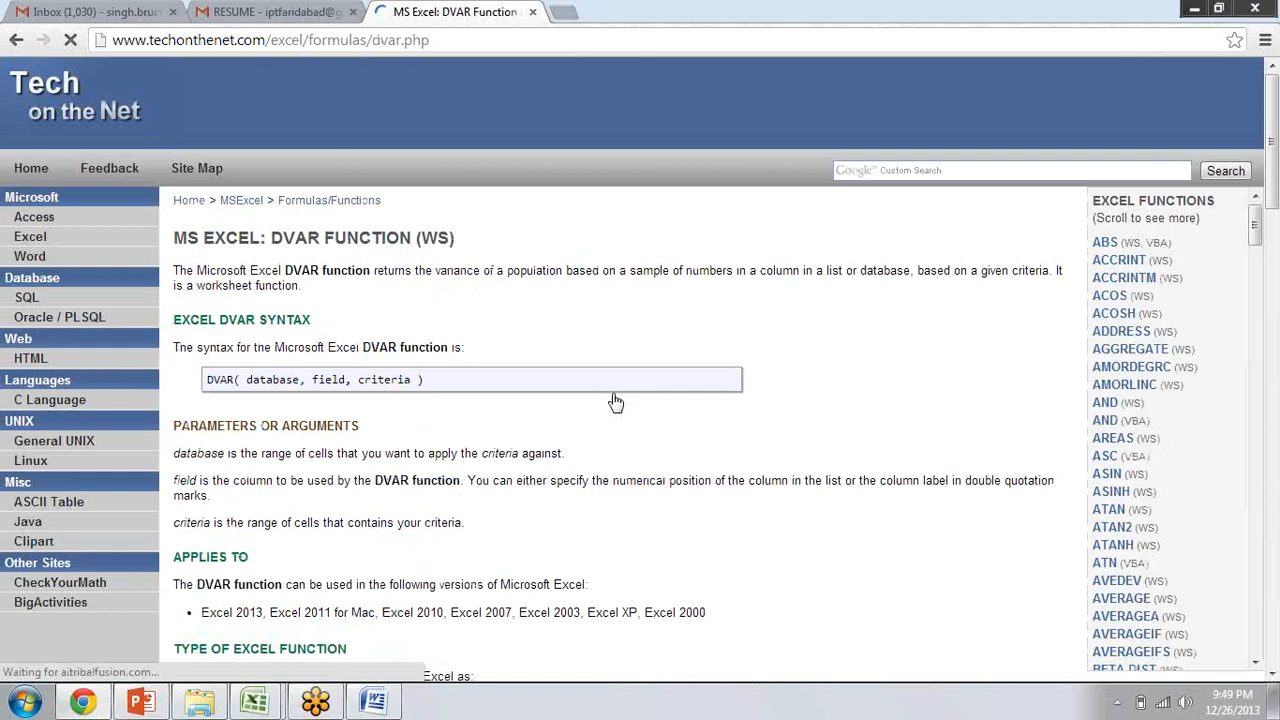 Inbox (1,030) - singh.bruc
RESUME - iptfaridabad@g
MS Excel: DVAR Function
www.techonthenet.com/excel/formulas/dvar.php
Tech
on the Net
Home
Feedback
Site Map
Google™ Custom Search
Search
Microsoft
Access
Excel
Word
Database
SQL
Oracle / PLSQL
Web
HTML
Languages
C Language
UNIX
General UNIX
Linux
Misc
ASCII Table
Java
Clipart
Other Sites
CheckYourMath
BigActivities
Home > MSExcel > Formulas/Functions
MS EXCEL: DVAR FUNCTION (WS)
The Microsoft Excel DVAR function returns the variance of a population based on a sample of numbers in a column in a list or database, based on a given criteria. It
is a worksheet function.
EXCEL DVAR SYNTAX
The syntax for the Microsoft Excel DVAR function is:
DVAR( database, field, criteria )
PARAMETERS OR ARGUMENTS
database is the range of cells that you want to apply the criteria against.
field is the column to be used by the DVAR function. You can either specify the numerical position of the column in the list or the column label in double quotation
marks.
criteria is the range of cells that contains your criteria.
APPLIES TO
The DVAR function can be used in the following versions of Microsoft Excel:
• Excel 2013, Excel 2011 for Mac, Excel 2010, Excel 2007, Excel 2003, Excel XP, Excel 2000
TYPE OF EXCEL FUNCTION
Excel as:
EXCEL FUNCTIONS
(Scroll to see more)
ABS (WS, VBA)
ACCRINT (WS)
ACCRINTM (WS)
ACOS (WS)
ACOSH (WS)
ADDRESS (WS)
AGGREGATE (WS)
AMORDEGRC (WS)
AMORLINC (WS)
AND (WS)
AND (VBA)
AREAS (WS)
ASC (VBA)
ASIN (WS)
ASINH (WS)
ATAN (WS)
ATAN2 (WS)
ATANH (WS)
ATN (VBA)
AVEDEV (WS)
AVERAGE (WS)
AVERAGEA (WS)
AVERAGEIF (WS)
AVERAGEIFS (WS)
BETA.DIST (WS)
Waiting for a.tribalfusion.com...
9:49 PM
12/26/2013